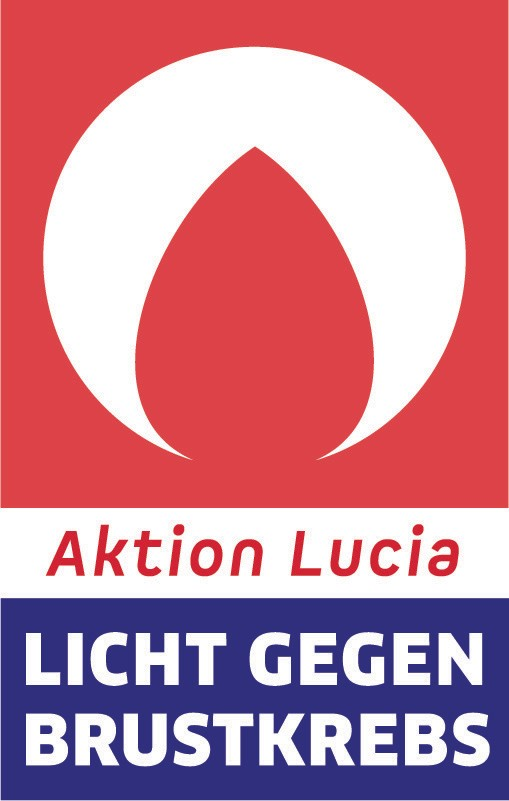 Aktion Lucia
LICHT GEGEN
BRUSTKREBS